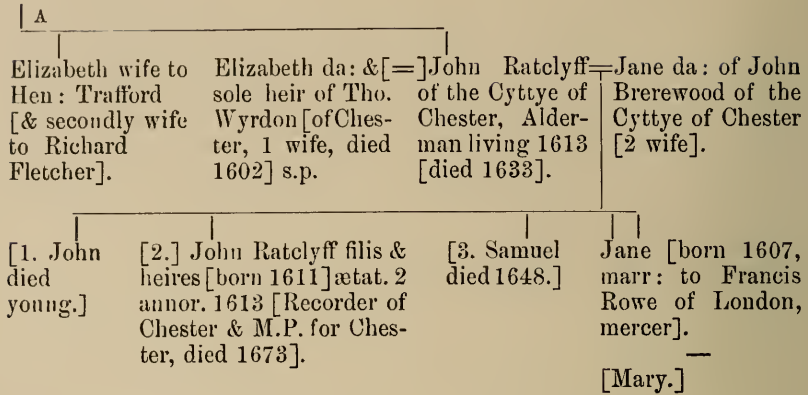 A
Elizabeth wife to
Hen: Trafford
[& secondly wife
to Richard
Fletcher].
Elizabeth da: &[=]
sole heir of Tho.
Wyrdon [of Ches-
ter, 1 wife, died
1602] s.p.
John Ratclyff
of the Cyttye of
Chester, Alder-
man living 1613
[died 1633].
=Jane da: of John
Brerewood of the
Cyttye of Chester
[2 wife].
[1. John
died
young.]
[2.] John Ratclyff filis &
heires [born 1611] ætat. 2
annor. 1613 [Recorder of
Chester & M.P. for Ches-
ter, died 1673].
[3. Samuel
died 1648.]
Jane [born 1607,
marr: to Francis
Rowe of London,
mercer].
—
[Mary.]